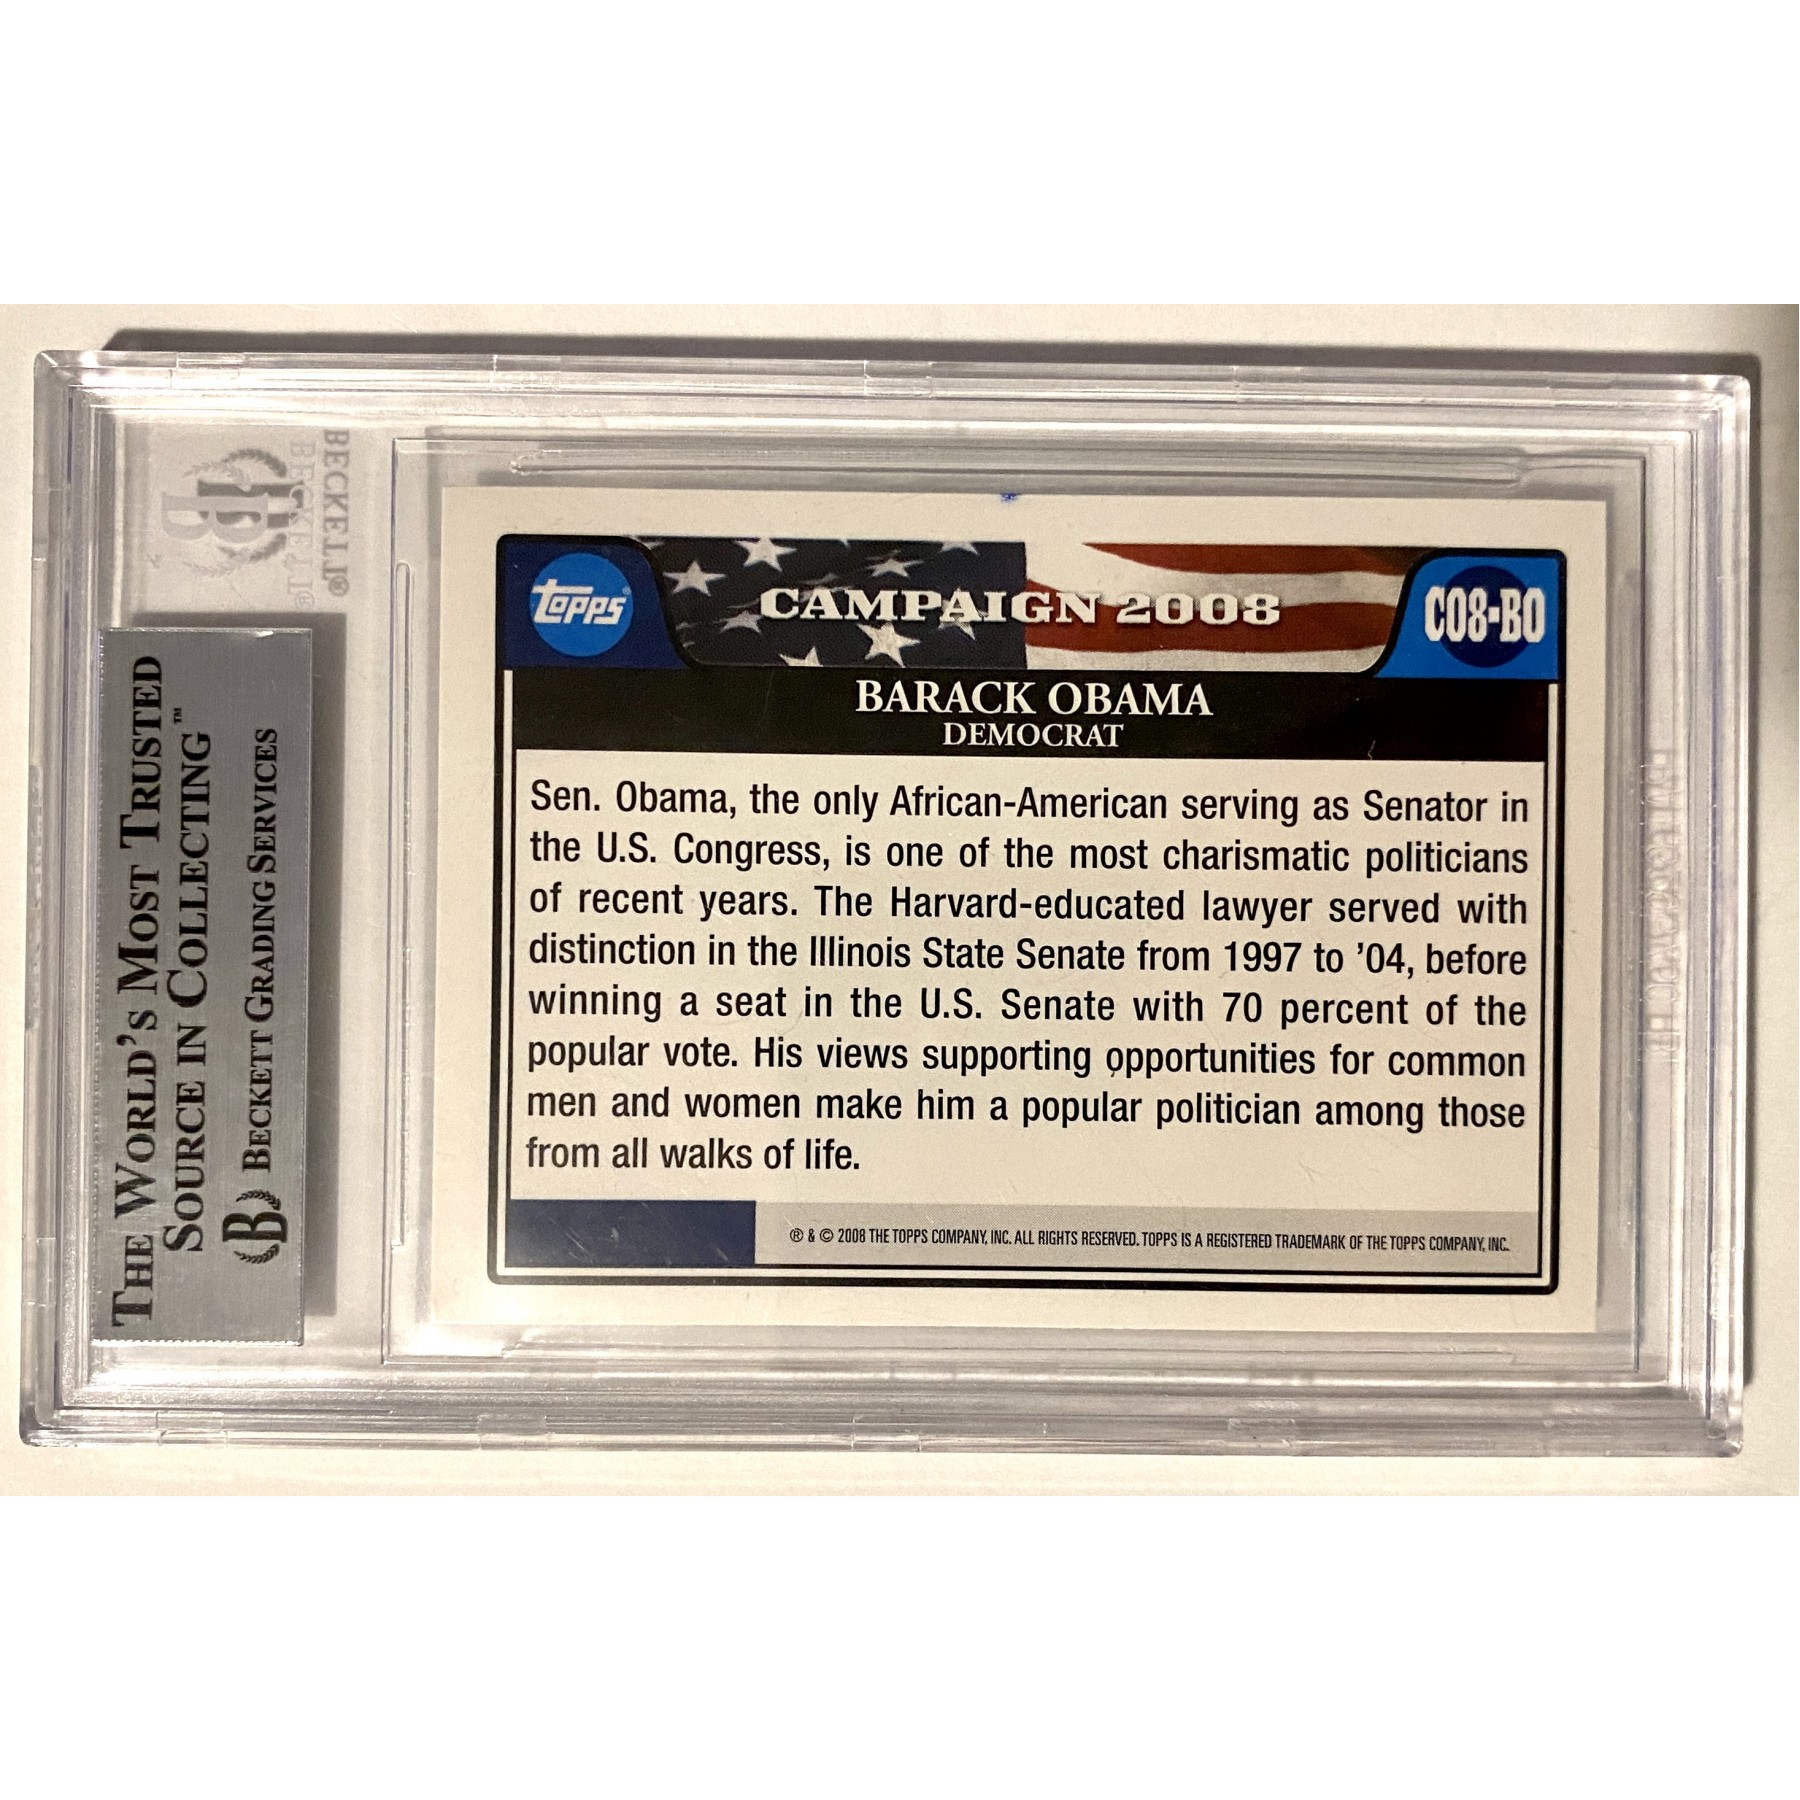 BECKETT®
THE WORLD'S MOST TRUSTED
SOURCE IN COLLECTING™
B BECKETT GRADING SERVICES
Topps®
CAMPAIGN 2008
C08-BO
BARACK OBAMA
DEMOCRAT
Sen. Obama, the only African-American serving as Senator in
the U.S. Congress, is one of the most charismatic politicians
of recent years. The Harvard-educated lawyer served with
distinction in the Illinois State Senate from 1997 to '04, before
winning a seat in the U.S. Senate with 70 percent of the
popular vote. His views supporting opportunities for common
men and women make him a popular politician among those
from all walks of life.
® & © 2008 THE TOPPS COMPANY, INC. ALL RIGHTS RESERVED. TOPPS IS A REGISTERED TRADEMARK OF THE TOPPS COMPANY, INC.